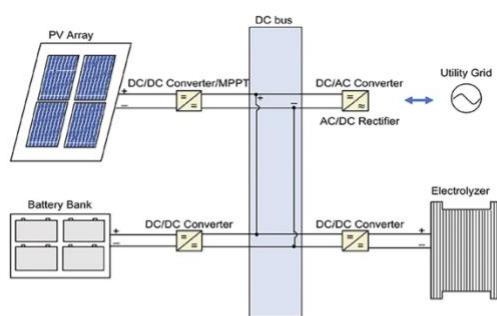 DC bus
PV Array
DC/DC Converter/MPPT
DC/AC Converter
Utility Grid
+
+
−
−
AC/DC Rectifier
Battery Bank
DC/DC Converter
DC/DC Converter
Electrolyzer
+
+
−
−